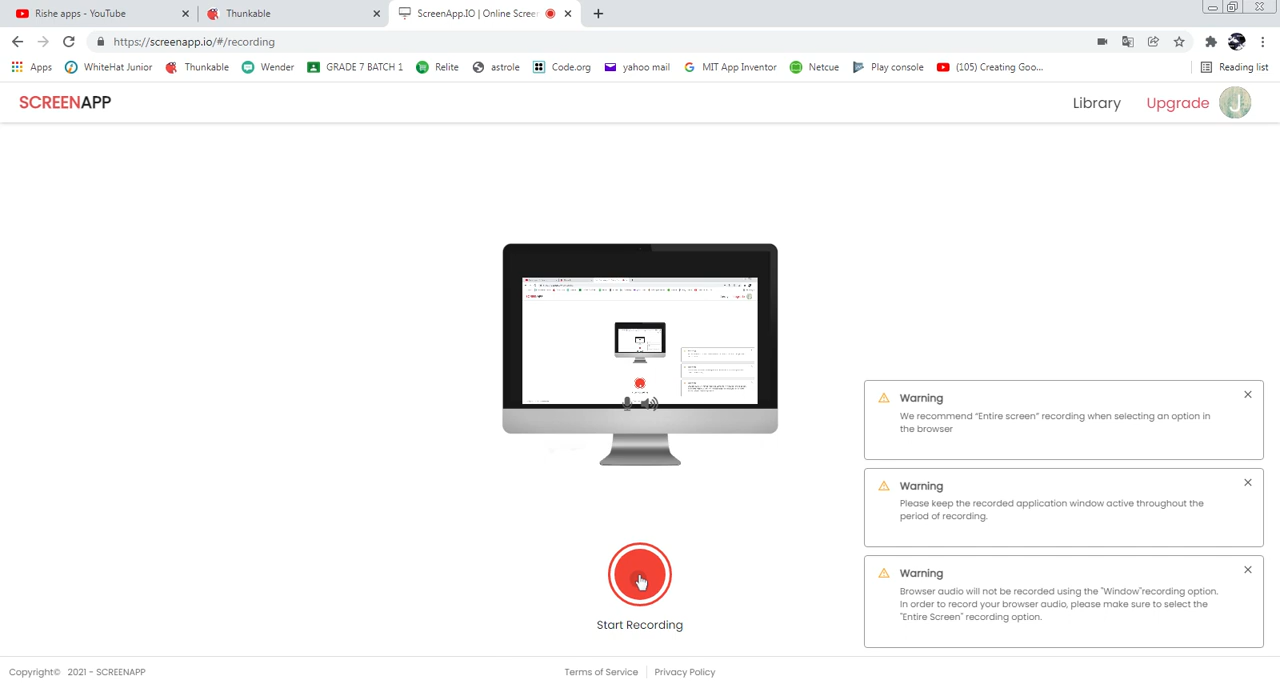 Rishe apps - YouTube
Thunkable
ScreenApp.IO | Online Scree
https://screenapp.io/#/recording
Apps
WhiteHat Junior
Thunkable
Wender
GRADE 7 BATCH 1
Relite
astrole
Code.org
yahoo mail
MIT App Inventor
Netcue
Play console
(105) Creating Goo...
Reading list
SCREENAPP
Library
Upgrade
J
Warning
We recommend "Entire screen" recording when selecting an option in
the browser
Warning
Please keep the recorded application window active throughout the
period of recording.
Warning
Browser audio will not be recorded using the "Window"recording option.
In order to record your browser audio, please make sure to select the
"Entire Screen" recording option.
Start Recording
Copyright© 2021 - SCREENAPP
Terms of Service
Privacy Policy